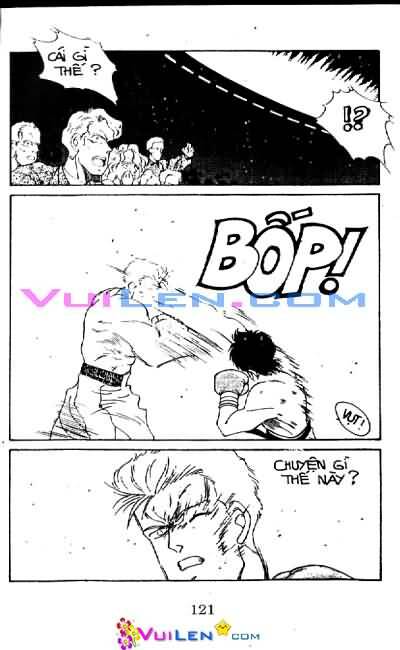 CÁI GÌ
THẾ?
!?
BỐP!
VUILEN.COM
VỤT!
CHUYỆN GÌ
THẾ NÀY?
121
VUILEN.COM